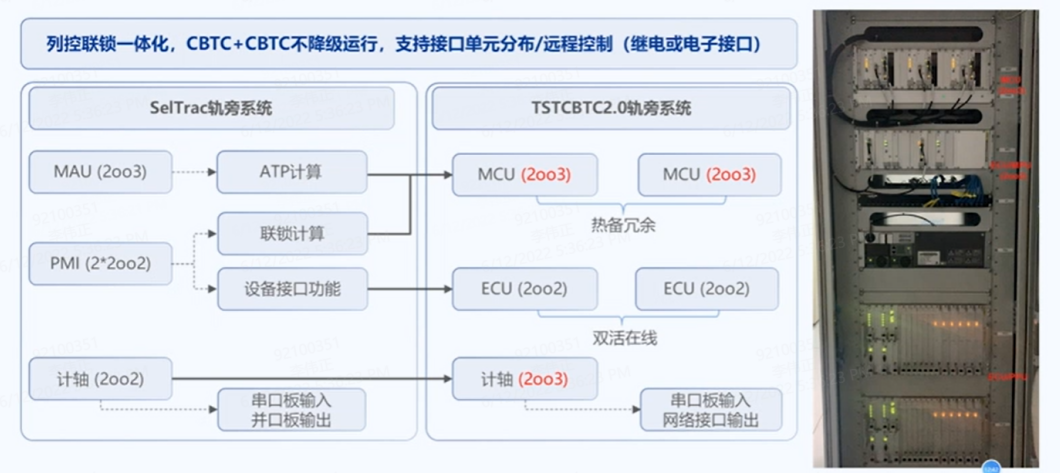 列控联锁一体化，CBTC+CBTC不降级运行，支持接口单元分布/远程控制（继电或电子接口）
SelTrac轨旁系统
TSTCBTC2.0轨旁系统
MAU (2oo3)
ATP计算
MCU (2oo3)
MCU (2oo3)
热备冗余
联锁计算
PMI (2*2oo2)
设备接口功能
ECU (2oo2)
ECU (2oo2)
双活在线
计轴 (2oo2)
计轴 (2oo3)
串口板输入
并口板输出
串口板输入
网络接口输出